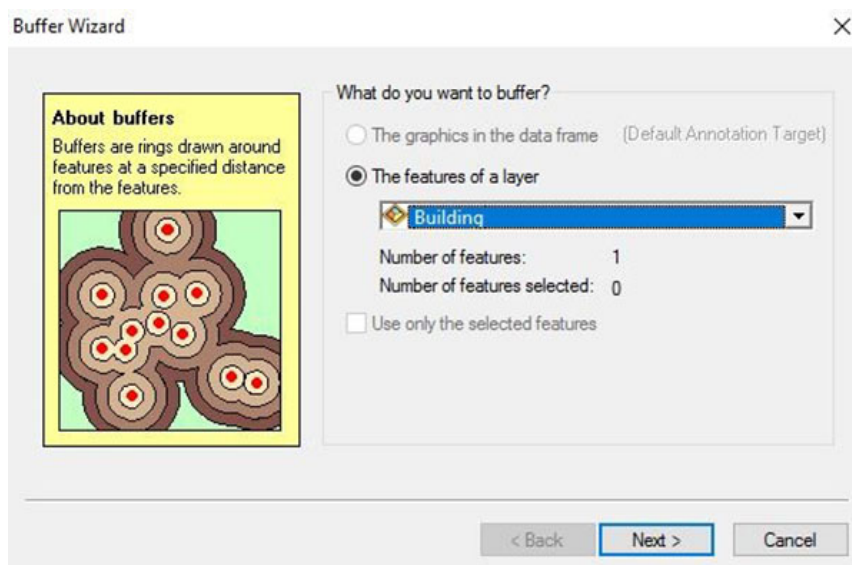 Buffer Wizard
About buffers
Buffers are rings drawn around
features at a specified distance
from the features.
What do you want to buffer?
The graphics in the data frame (Default Annotation Target)
The features of a layer
Building
Number of features: 1
Number of features selected: 0
Use only the selected features
< Back Next > Cancel